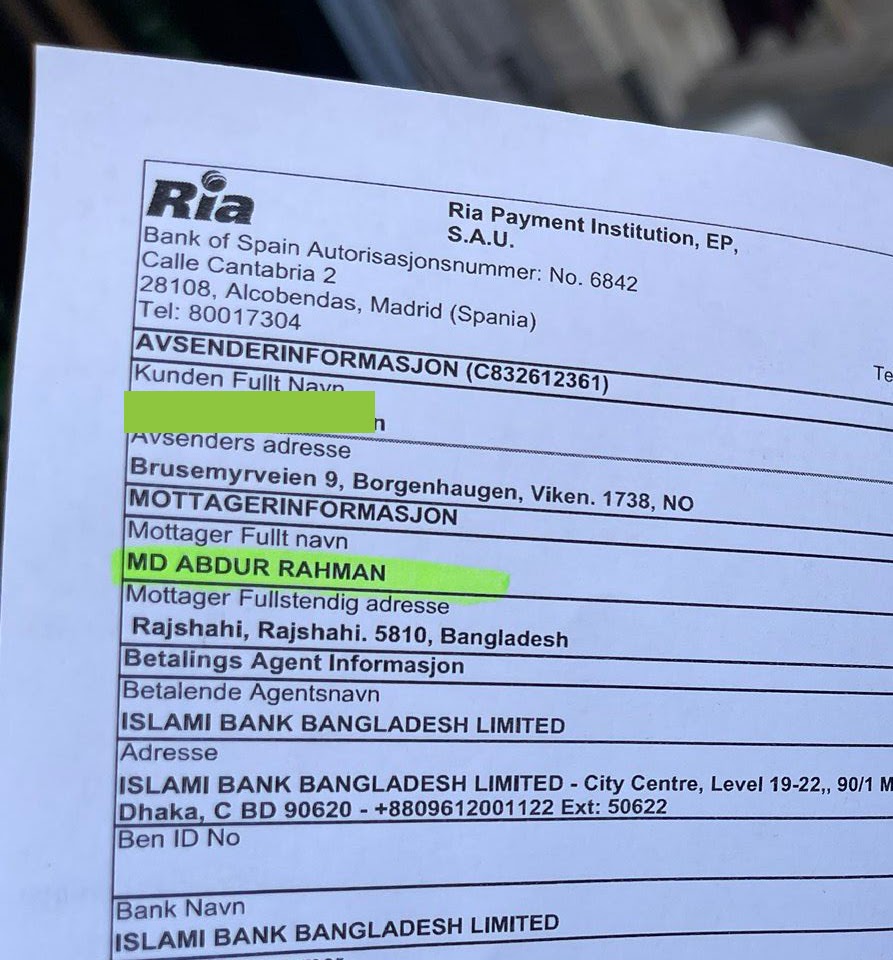 Ria
Ria Payment Institution, EP,
S.A.U.
Bank of Spain Autorisasjonsnummer: No. 6842
Calle Cantabria 2
28108, Alcobendas, Madrid (Spania)
Tel: 80017304
AVSENDERINFORMASJON (C832612361)
Te
Kunden Fullt Navn
n
Avsenders adresse
Brusemyrveien 9, Borgenhaugen, Viken. 1738, NO
MOTTAGERINFORMASJON
Mottager Fullt navn
MD ABDUR RAHMAN
Mottager Fullstendig adresse
Rajshahi, Rajshahi. 5810, Bangladesh
Betalings Agent Informasjon
Betalende Agentsnavn
ISLAMI BANK BANGLADESH LIMITED
Adresse
ISLAMI BANK BANGLADESH LIMITED - City Centre, Level 19-22,, 90/1 M
Dhaka, C BD 90620 - +8809612001122 Ext: 50622
Ben ID No
Bank Navn
ISLAMI BANK BANGLADESH LIMITED